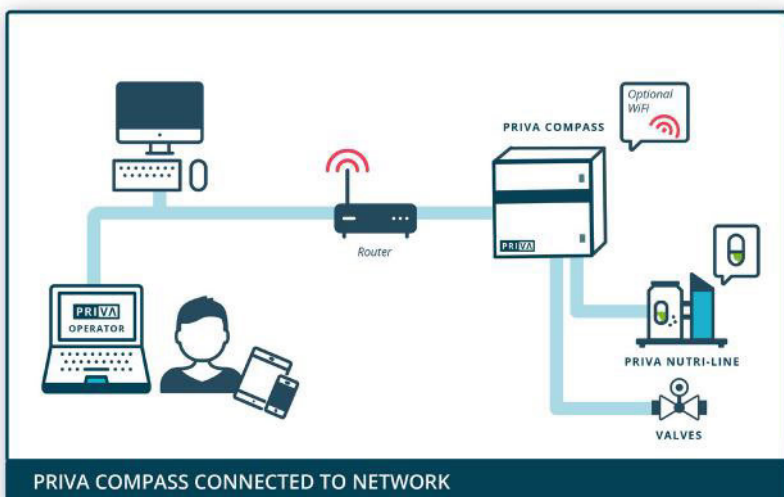 Optional
WiFi
PRIVA COMPASS
Router
PRIVA
PRIVA
OPERATOR
PRIVA NUTRI-LINE
VALVES
PRIVA COMPASS CONNECTED TO NETWORK